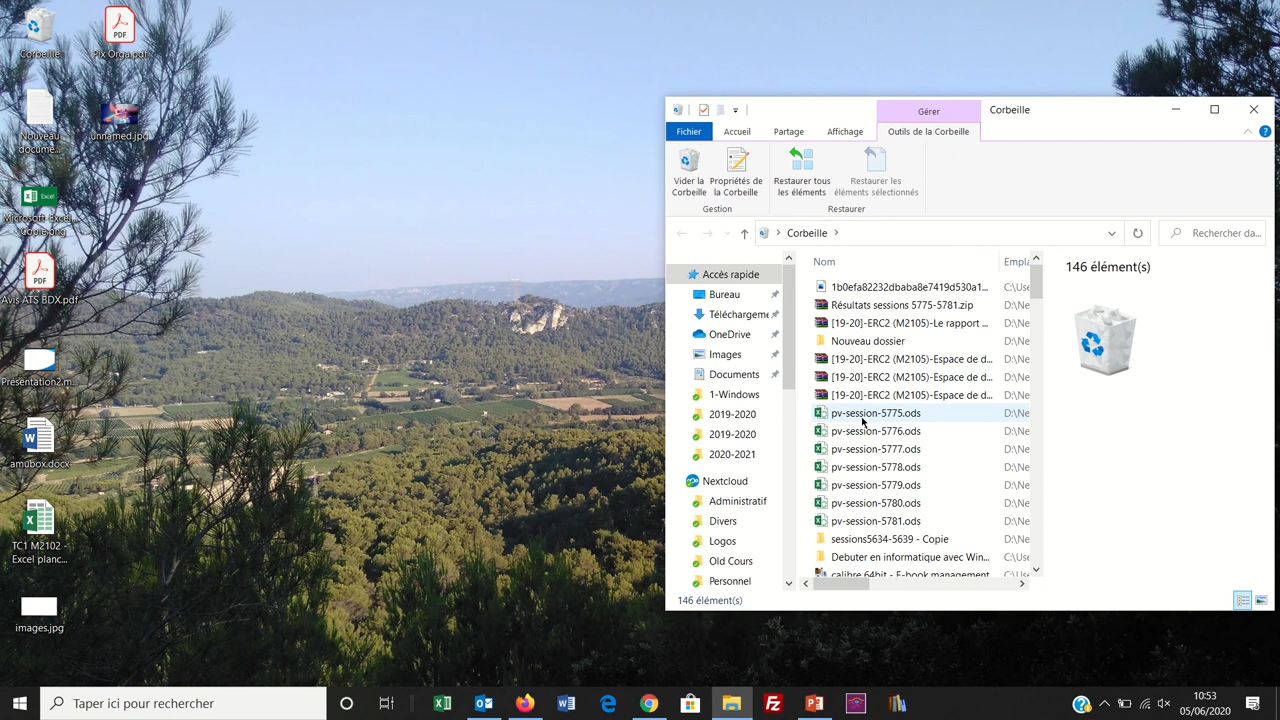 Corbeille
Pix Orga.pdf
Nouveau docume...
unnamed.jpg
Excel
Microsoft-Excel... Copie.png
Avis ATS BDX.pdf
Presentation2.m...
amubox.docx
TC1 M2102 - Excel planc...
images.jpg
Gérer
Corbeille
Fichier
Accueil
Partage
Affichage
Outils de la Corbeille
Vider la Corbeille
Propriétés de la Corbeille
Restaurer tous les éléments
Restaurer les éléments sélectionnés
Gestion
Restaurer
Corbeille
Rechercher da...
Accès rapide
Bureau
Téléchargeme
OneDrive
Images
Documents
1-Windows
2019-2020
2019-2020
2020-2021
Nextcloud
Administratif
Divers
Logos
Old Cours
Personnel
Nom
Empla
1b0efa82232dbaba8e7419d530a1... C:\Use
Résultats sessions 5775-5781.zip D:\Ne
[19-20]-ERC2 (M2105)-Le rapport ... D:\Ne
Nouveau dossier D:\Ne
[19-20]-ERC2 (M2105)-Espace de d... D:\Ne
[19-20]-ERC2 (M2105)-Espace de d... D:\Ne
[19-20]-ERC2 (M2105)-Espace de d... D:\Ne
pv-session-5775.ods D:\Ne
pv-session-5776.ods D:\Ne
pv-session-5777.ods D:\Ne
pv-session-5778.ods D:\Ne
pv-session-5779.ods D:\Ne
pv-session-5780.ods D:\Ne
pv-session-5781.ods D:\Ne
sessions5634-5639 - Copie D:\Ne
Debuter en informatique avec Win... C:\Use
calibre 64bit - E-book management C:\Use
146 élément(s)
146 élément(s)
Taper ici pour rechercher
10:53
05/06/2020